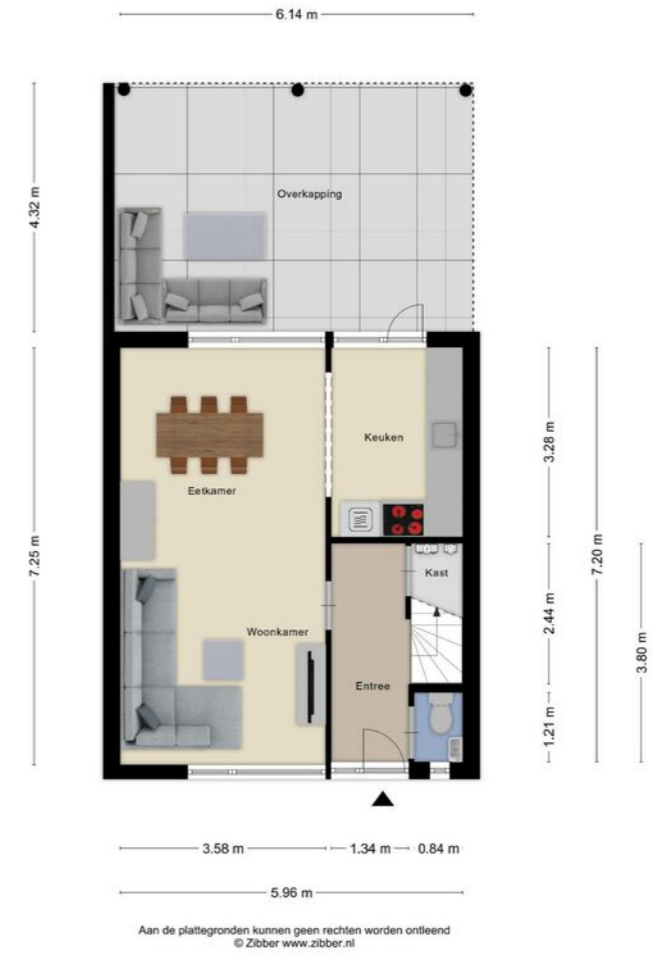 6.14 m
4.32 m
Overkapping
Keuken
3.28 m
Eetkamer
7.25 m
7.20 m
Kast
2.44 m
Woonkamer
3.80 m
Entree
1.21 m
3.58 m
1.34 m
0.84 m
5.96 m
Aan de plattegronden kunnen geen rechten worden ontleend
© Zibber www.zibber.nl